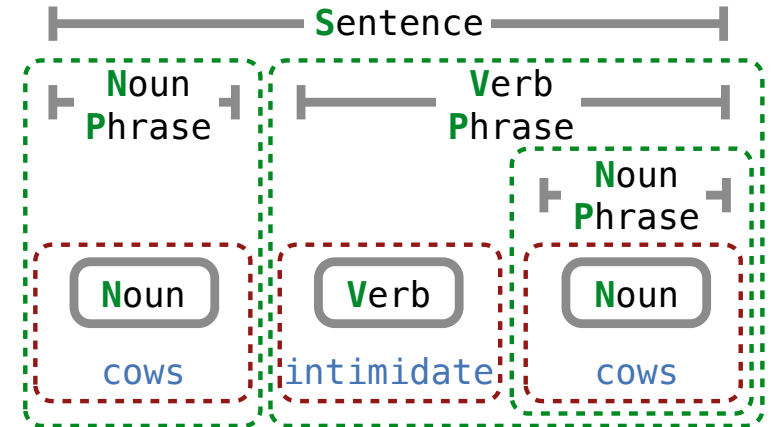 Sentence
Noun
Phrase
Verb
Phrase
Noun
Phrase
Noun
Verb
Noun
cows
intimidate
cows